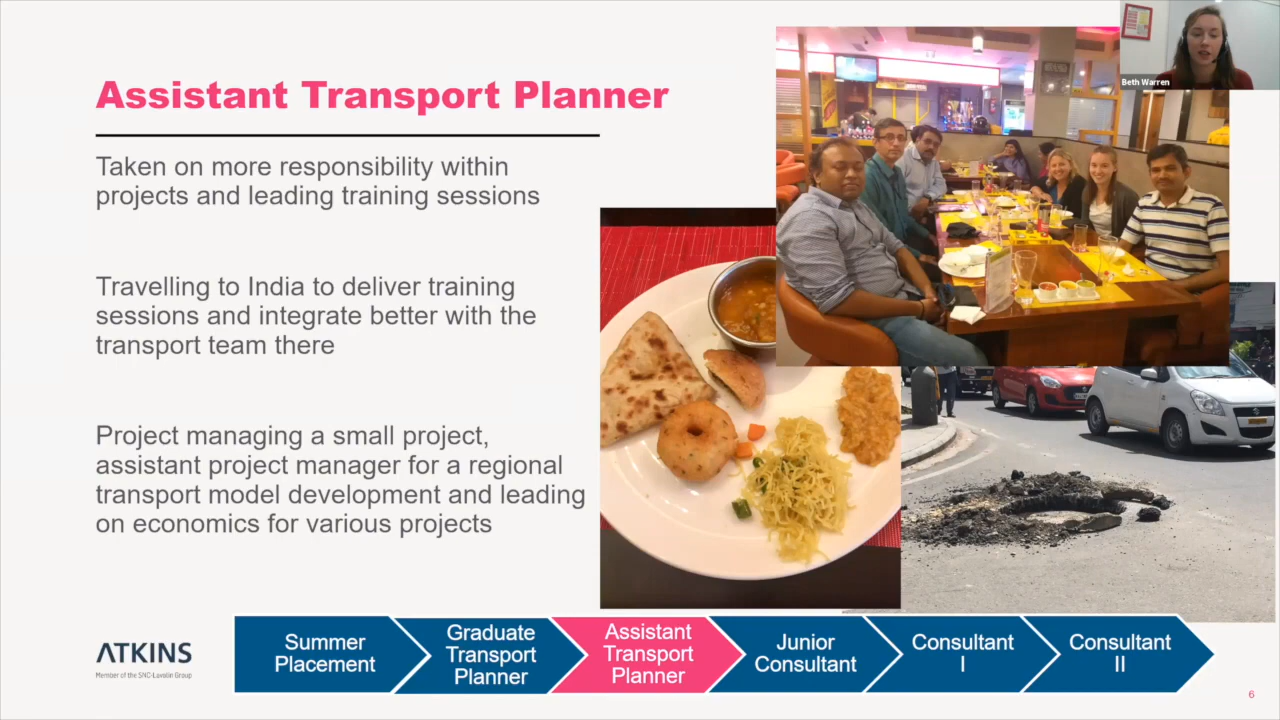 Beth Warren
Assistant Transport Planner
Taken on more responsibility within
projects and leading training sessions
Travelling to India to deliver training
sessions and integrate better with the
transport team there
Project managing a small project,
assistant project manager for a regional
transport model development and leading
on economics for various projects
ATKINS
Member of the SNC-Lavalin Group
Summer
Placement
Graduate
Transport
Planner
Assistant
Transport
Planner
Junior
Consultant
Consultant
I
Consultant
II
6